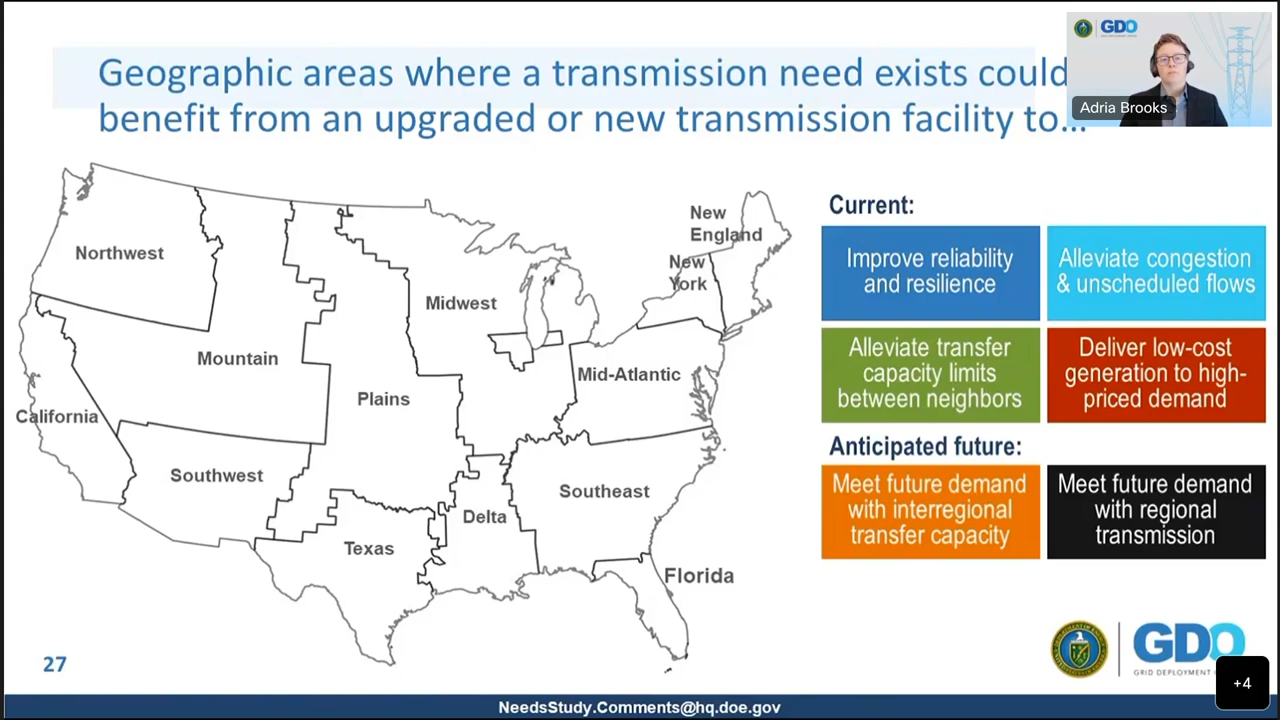 Geographic areas where a transmission need exists could
benefit from an upgraded or new transmission facility to...
GDO
Adria Brooks
New
England
New
York
Northwest
Midwest
Mountain
Mid-Atlantic
Plains
California
Southwest
Southeast
Delta
Texas
Florida
Current:
Improve reliability
and resilience
Alleviate congestion
& unscheduled flows
Alleviate transfer
capacity limits
between neighbors
Deliver low-cost
generation to high-
priced demand
Anticipated future:
Meet future demand
with interregional
transfer capacity
Meet future demand
with regional
transmission
GDO
GRID DEPLOYMENT
+4
27
NeedsStudy.Comments@hq.doe.gov